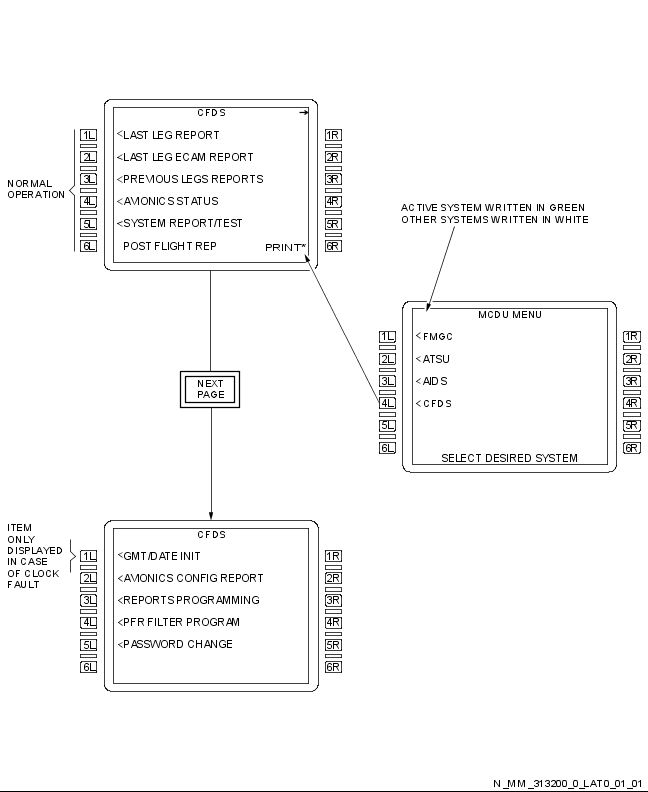 CFDS →
1L <LAST LEG REPORT 1R
2L <LAST LEG ECAM REPORT 2R
3L <PREVIOUS LEGS REPORTS 3R
4L <AVIONICS STATUS 4R
5L <SYSTEM REPORT/TEST 5R
6L POST FLIGHT REP PRINT* 6R
NORMAL
OPERATION
ACTIVE SYSTEM WRITTEN IN GREEN
OTHER SYSTEMS WRITTEN IN WHITE
MCDU MENU
1L <FMGC 1R
2L <ATSU 2R
3L <AIDS 3R
4L <CFDS 4R
5L 5R
6L 6R
SELECT DESIRED SYSTEM
NEXT
PAGE
ITEM
ONLY
DISPLAYED
IN CASE
OF CLOCK
FAULT
CFDS
1L <GMT/DATE INIT 1R
2L <AVIONICS CONFIG REPORT 2R
3L <REPORTS PROGRAMMING 3R
4L <PFR FILTER PROGRAM 4R
5L <PASSWORD CHANGE 5R
6L 6R
N_MM_313200_0_LAT0_01_01